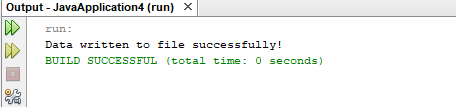 Output - JavaApplication4 (run) ×
run:
Data written to file successfully!
BUILD SUCCESSFUL (total time: 0 seconds)